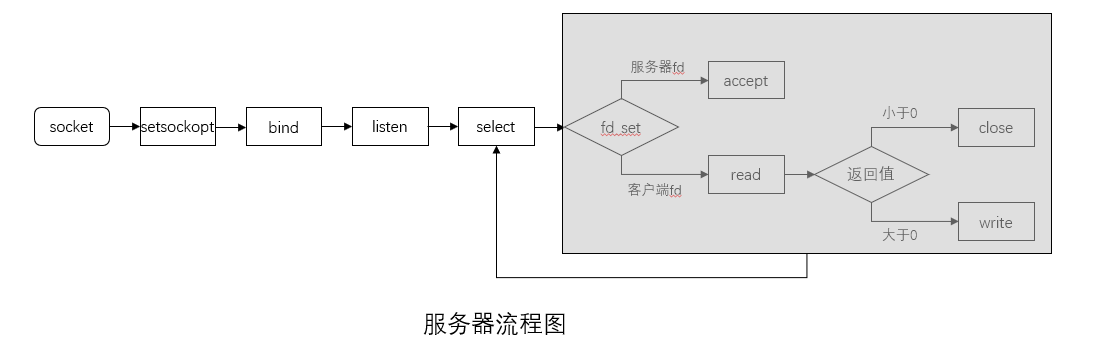 socket
setsockopt
bind
listen
select
fd_set
服务器fd
accept
客户端fd
read
返回值
小于0
close
大于0
write
服务器流程图